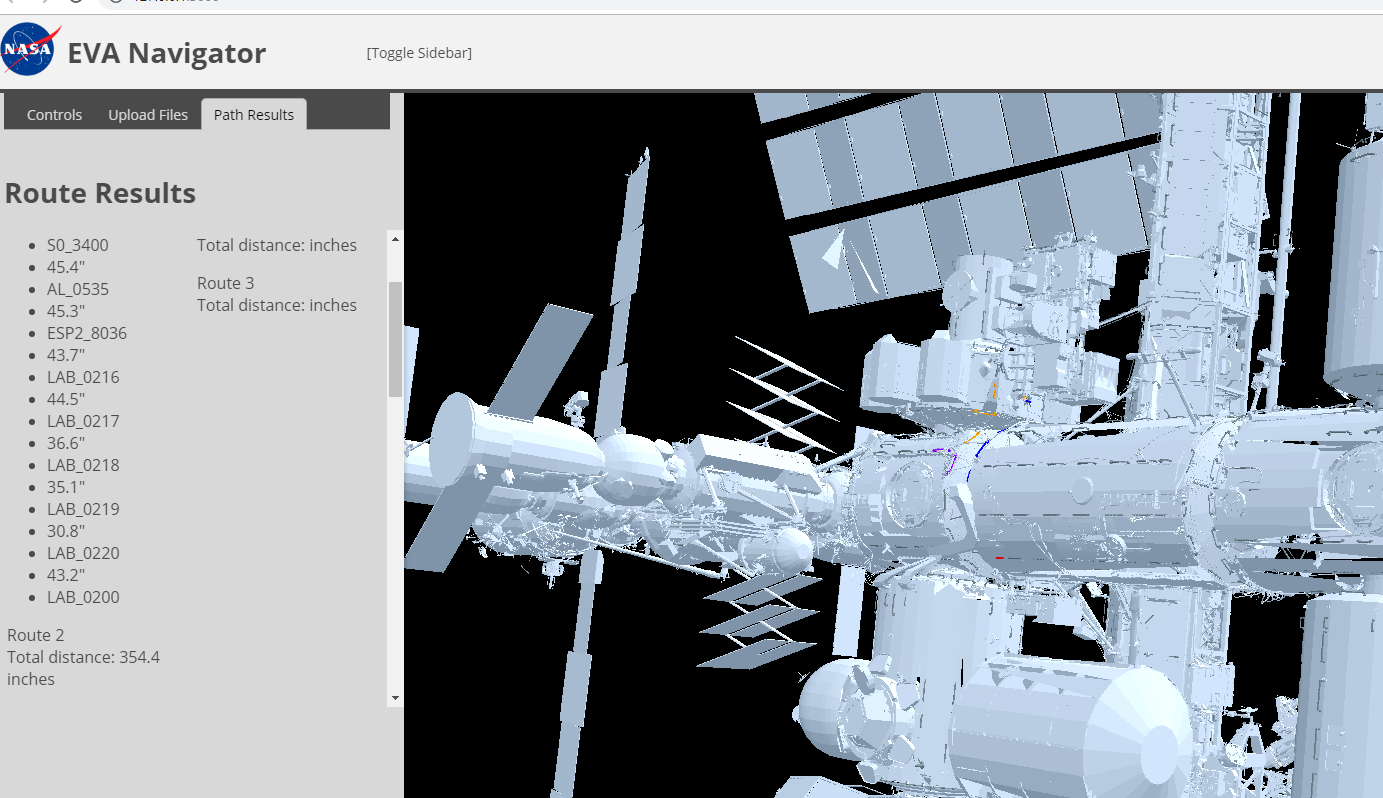 NASA
EVA Navigator
[Toggle Sidebar]
Controls
Upload Files
Path Results
Route Results
S0_3400
45.4"
AL_0535
45.3"
ESP2_8036
43.7"
LAB_0216
44.5"
LAB_0217
36.6"
LAB_0218
35.1"
LAB_0219
30.8"
LAB_0220
43.2"
LAB_0200
Route 2
Total distance: 354.4
inches
Total distance: inches
Route 3
Total distance: inches